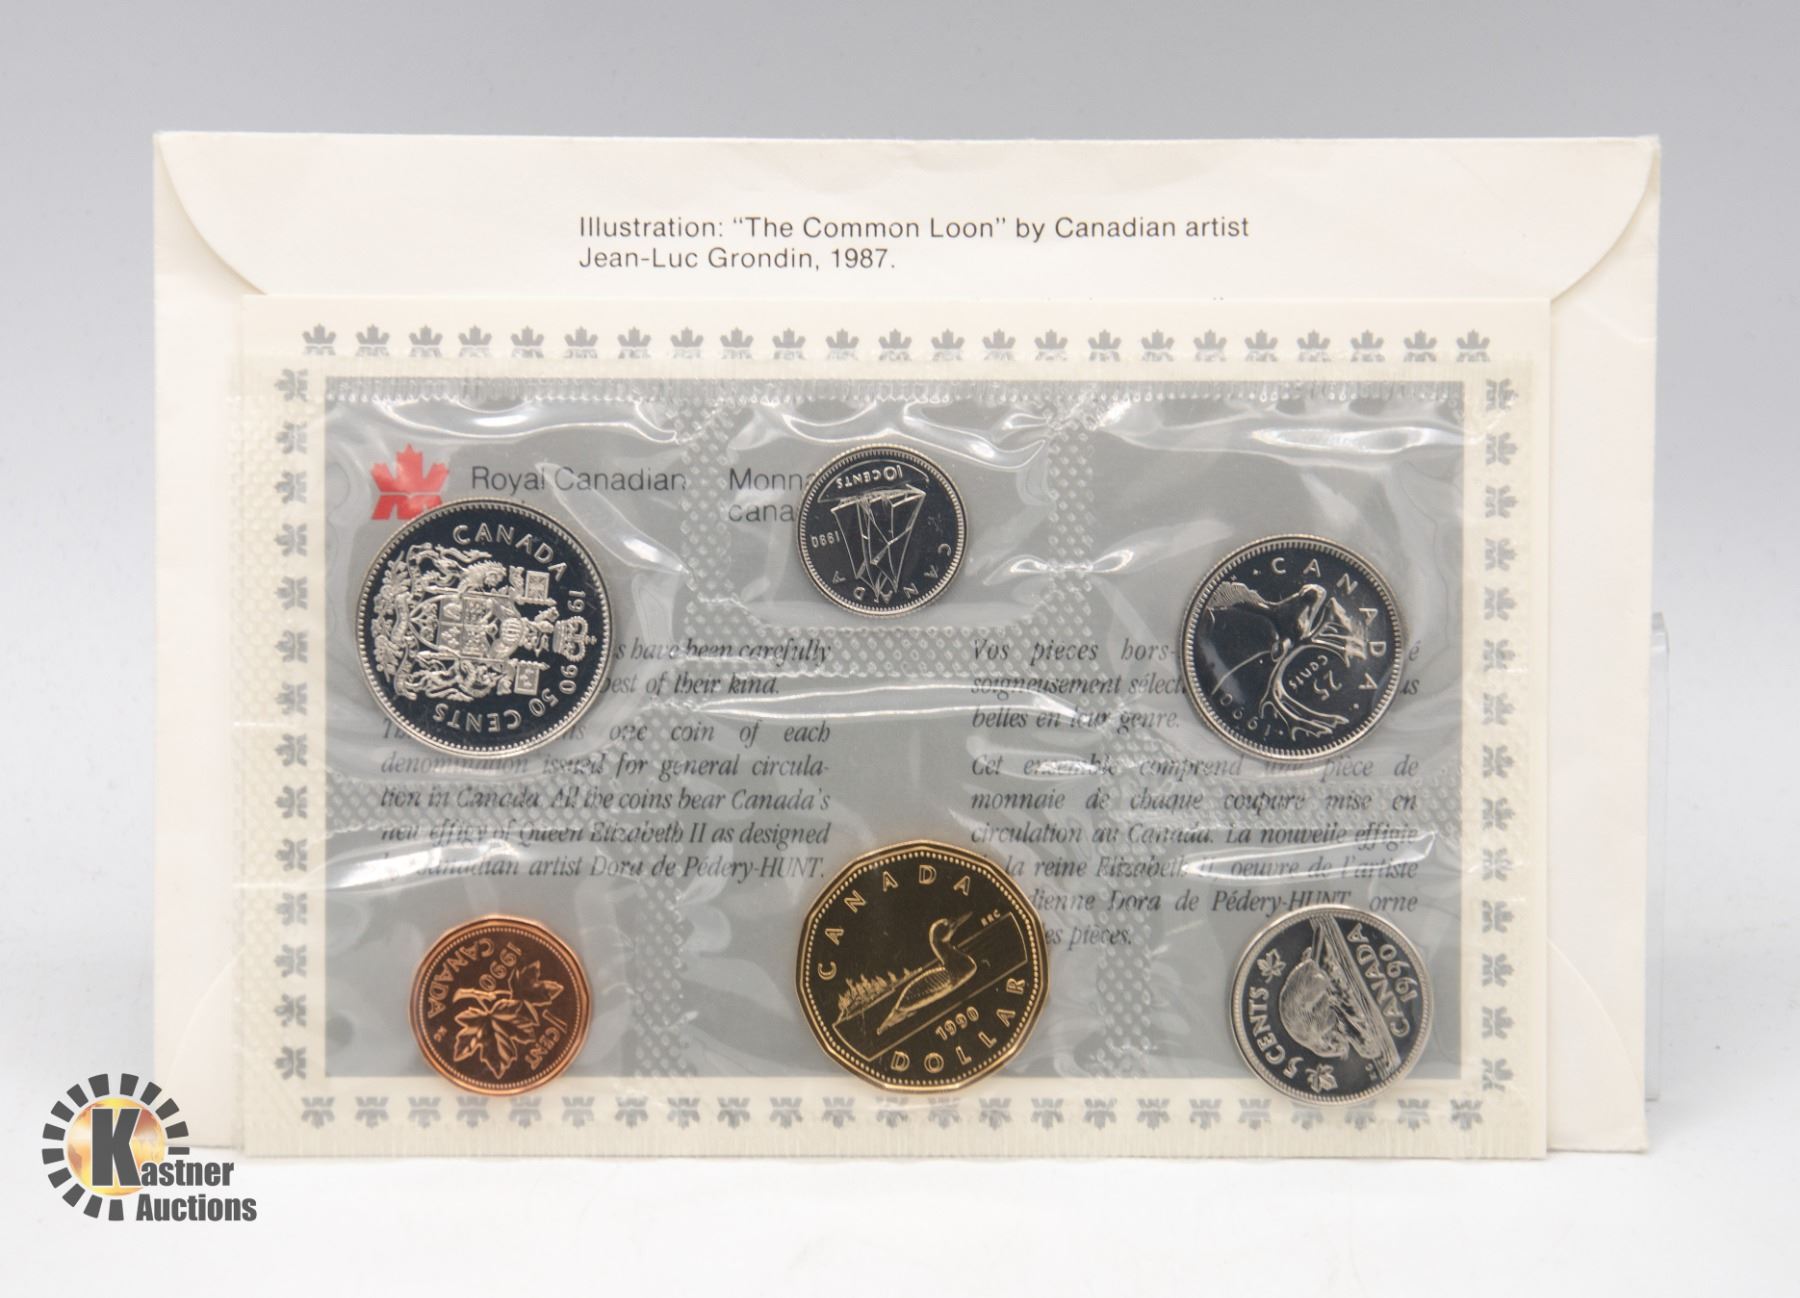 Illustration: "The Common Loon" by Canadian artist
Jean-Luc Grondin, 1987.
Royal Canadian
Monn
cana
CANADA
1990
50 CENTS
10 CENTS
1990
CANADA
CANADA
25
cents
1990
s have been carefully
best of their kind.
one coin of each
denomination issued for general circula-
tion in Canada. All the coins bear Canada's
new effigy of Queen Elizabeth II as designed
Canadian artist Dora de Pédery-HUNT.
Vos pièces hors-
soigneusement sélect
belles en leur genre.
Cet ensemble comprend une pièce de
monnaie de chaque coupure mise en
circulation au Canada. La nouvelle effigie
la reine Elizabeth II, oeuvre de l'artiste
dienne Dora de Pédery-HUNT, orne
es pièces.
1990
CANADA
1 CENT
CANADA
RRC
1990
DOLLAR
5 CENTS
CANADA
1990
Kastner
Auctions